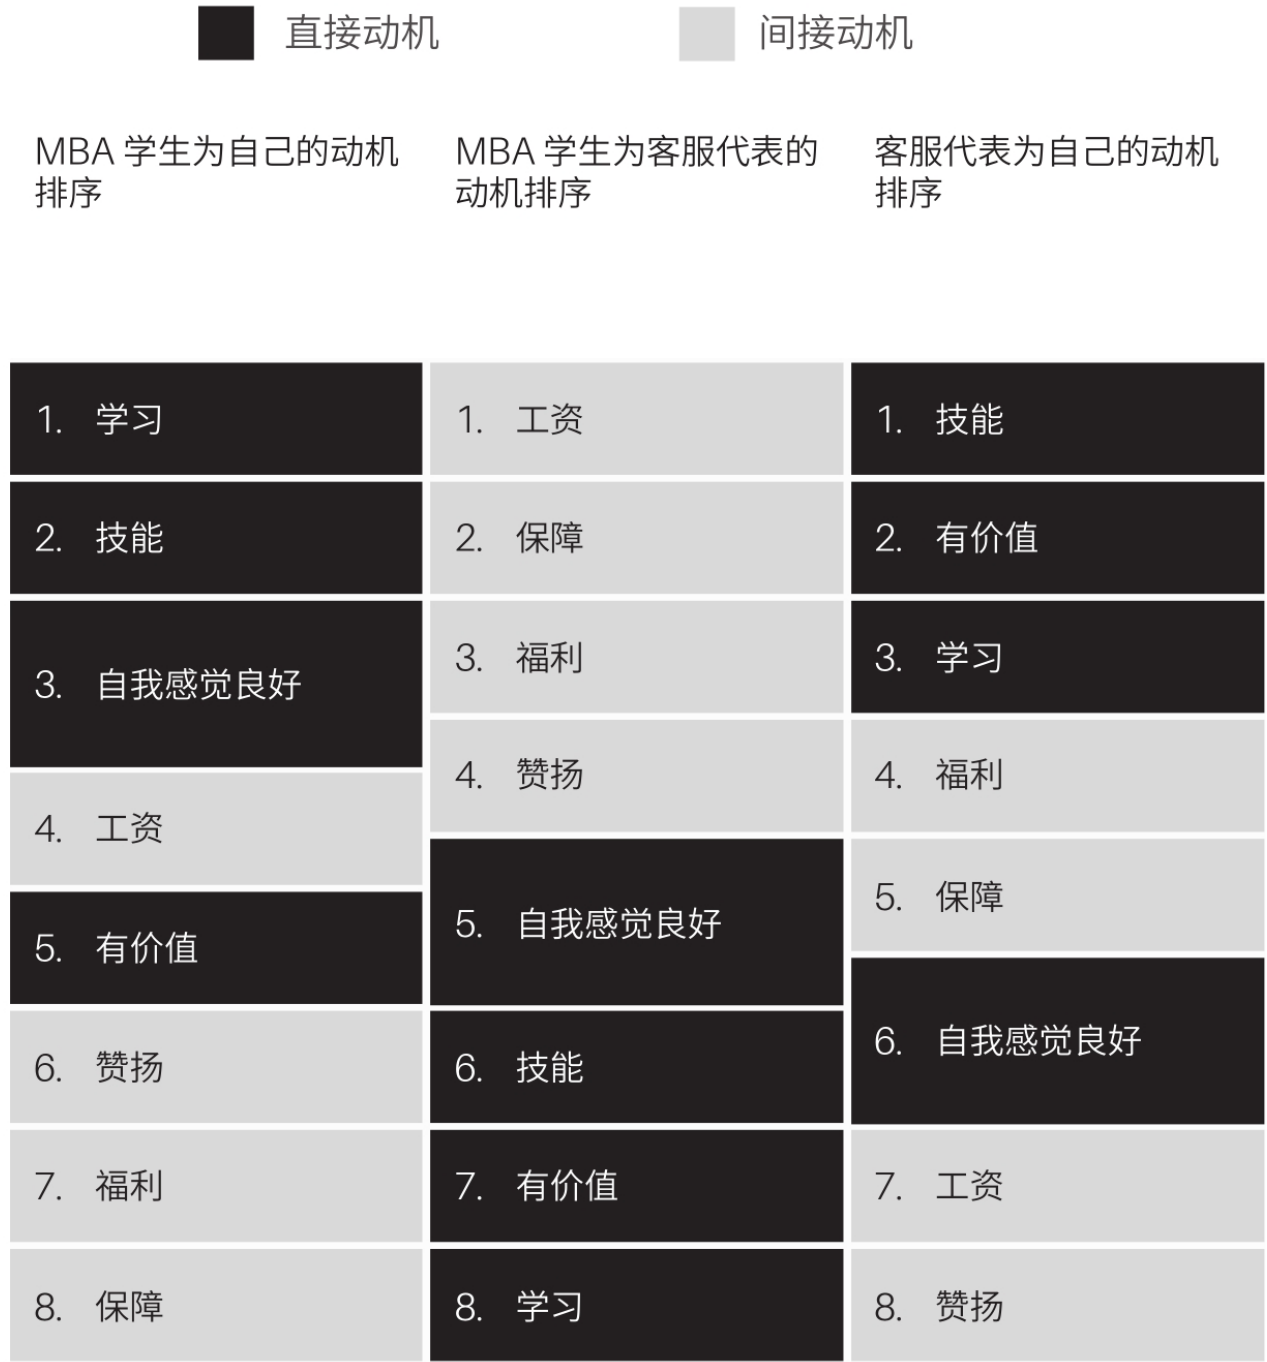 直接动机
间接动机
MBA 学生为自己的动机
排序
MBA 学生为客服代表的
动机排序
客服代表为自己的动机
排序
1. 学习
2. 技能
3. 自我感觉良好
4. 工资
5. 有价值
6. 赞扬
7. 福利
8. 保障
1. 工资
2. 保障
3. 福利
4. 赞扬
5. 自我感觉良好
6. 技能
7. 有价值
8. 学习
1. 技能
2. 有价值
3. 学习
4. 福利
5. 保障
6. 自我感觉良好
7. 工资
8. 赞扬